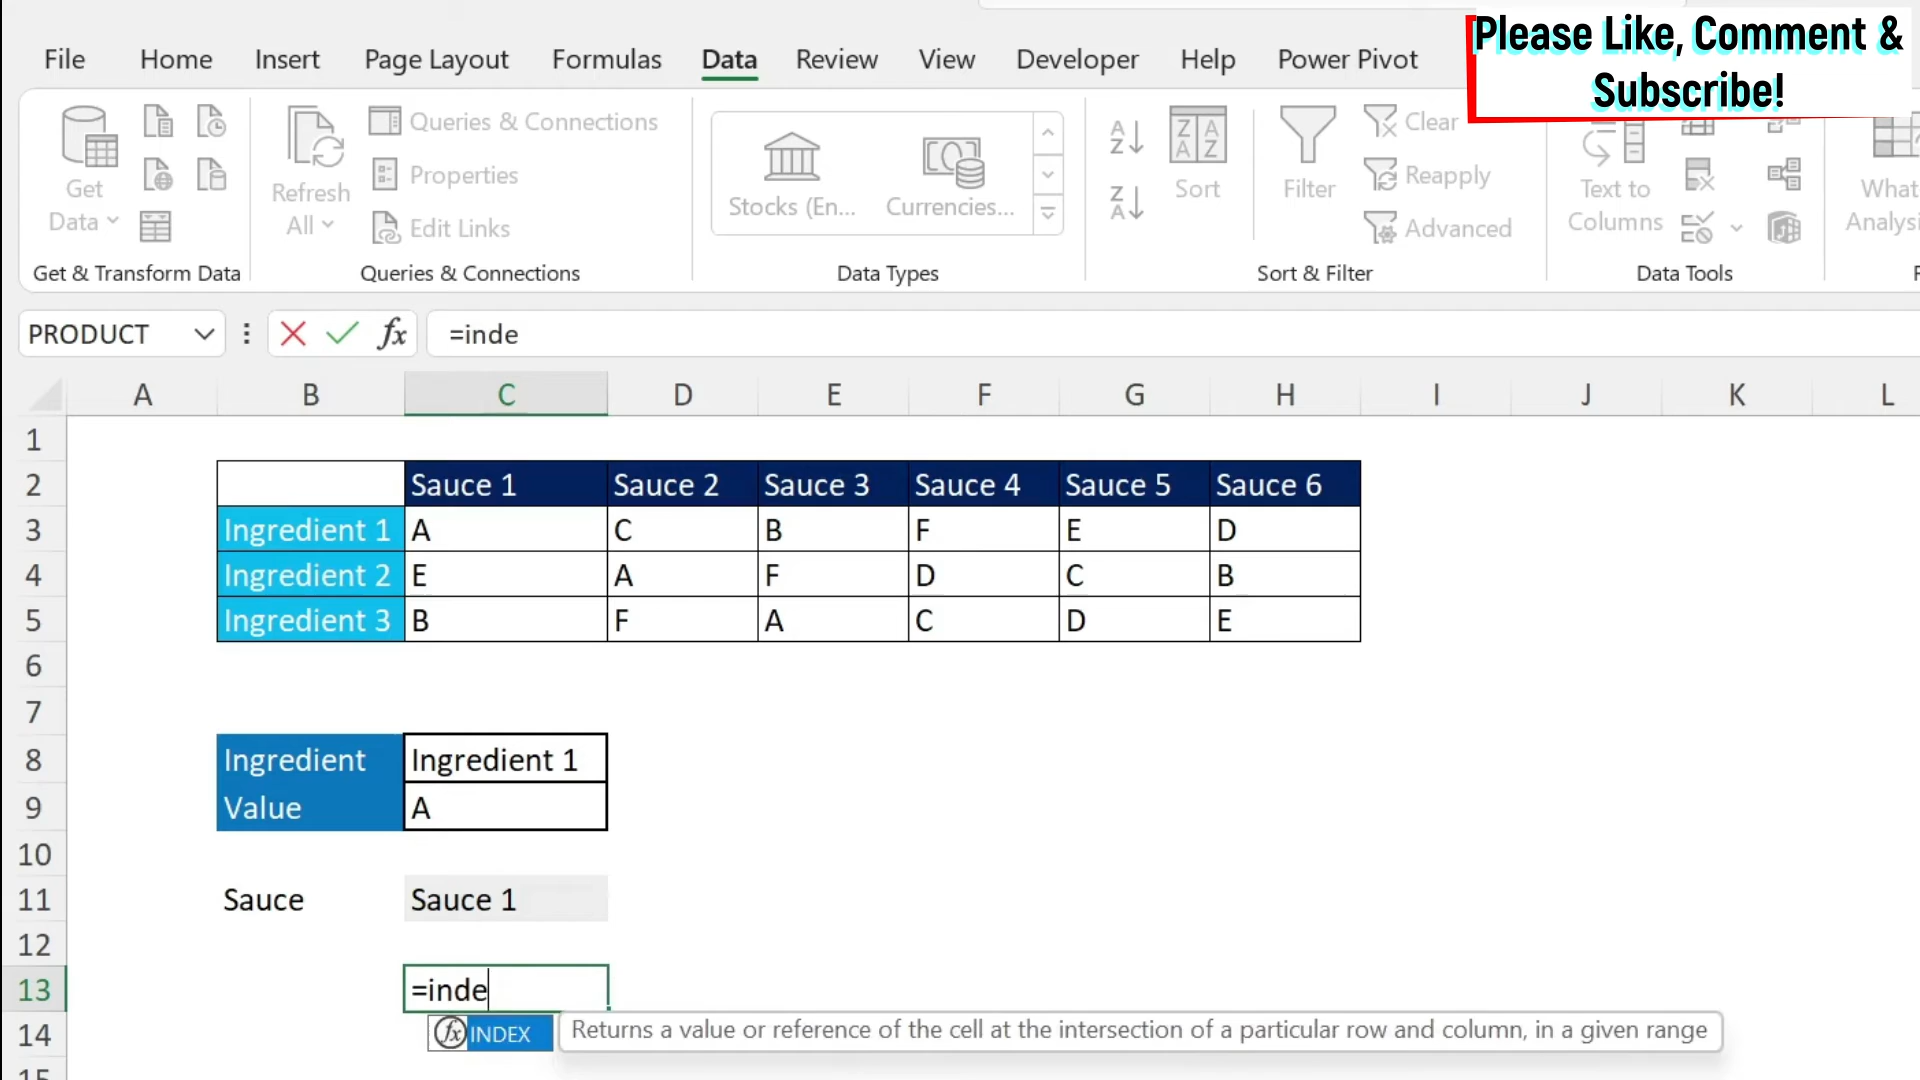 Please Like, Comment &
Subscribe!
File Home Insert Page Layout Formulas Data Review View Developer Help Power Pivot
Queries & Connections
Properties
Edit Links
Get
Data
Refresh
All
Stocks (En...
Currencies...
Sort
Filter
Clear
Reapply
Advanced
Text to
Columns
What
Get & Transform Data
Queries & Connections
Data Types
Sort & Filter
Data Tools
PRODUCT
fx
=inde
A B C D E F G H I J K L
1
2 Sauce 1 Sauce 2 Sauce 3 Sauce 4 Sauce 5 Sauce 6
3 Ingredient 1 A C B F E D
4 Ingredient 2 E A F D C B
5 Ingredient 3 B F A C D E
6
7
8 Ingredient Ingredient 1
9 Value A
10
11 Sauce Sauce 1
12
13 =inde
14 fx INDEX Returns a value or reference of the cell at the intersection of a particular row and column, in a given range
15